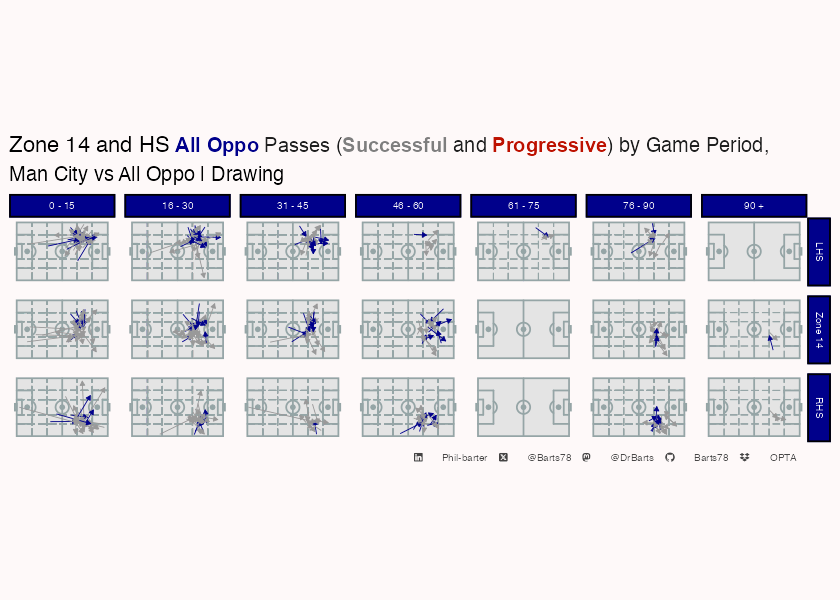 Zone 14 and HS All Oppo Passes (Successful and Progressive) by Game Period,
Man City vs All Oppo | Drawing
0 - 15 16 - 30 31 - 45 46 - 60 61 - 75 76 - 90 90 +
LHS
Zone 14
RHS
Phil-barter @Barts78 @DrBarts Barts78 OPTA